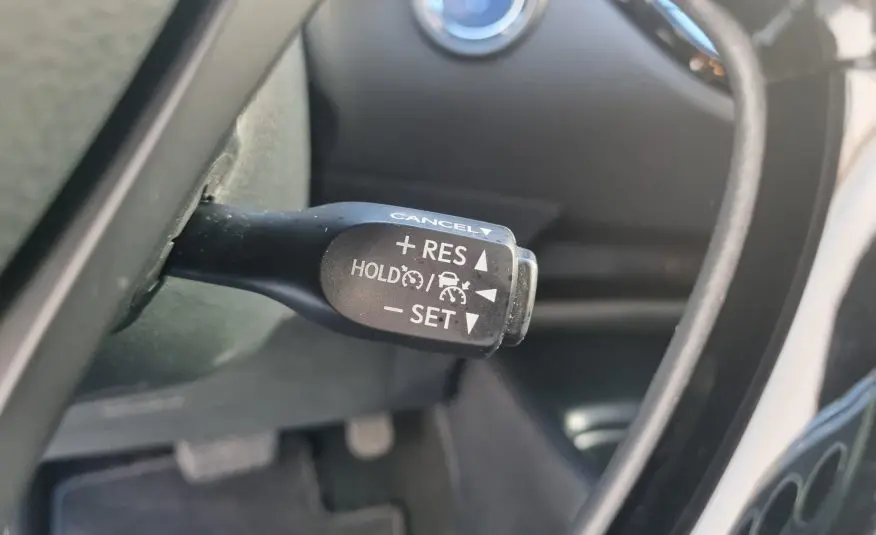 CANCEL▼
+ RES ▲
HOLD / ◀
− SET ▼